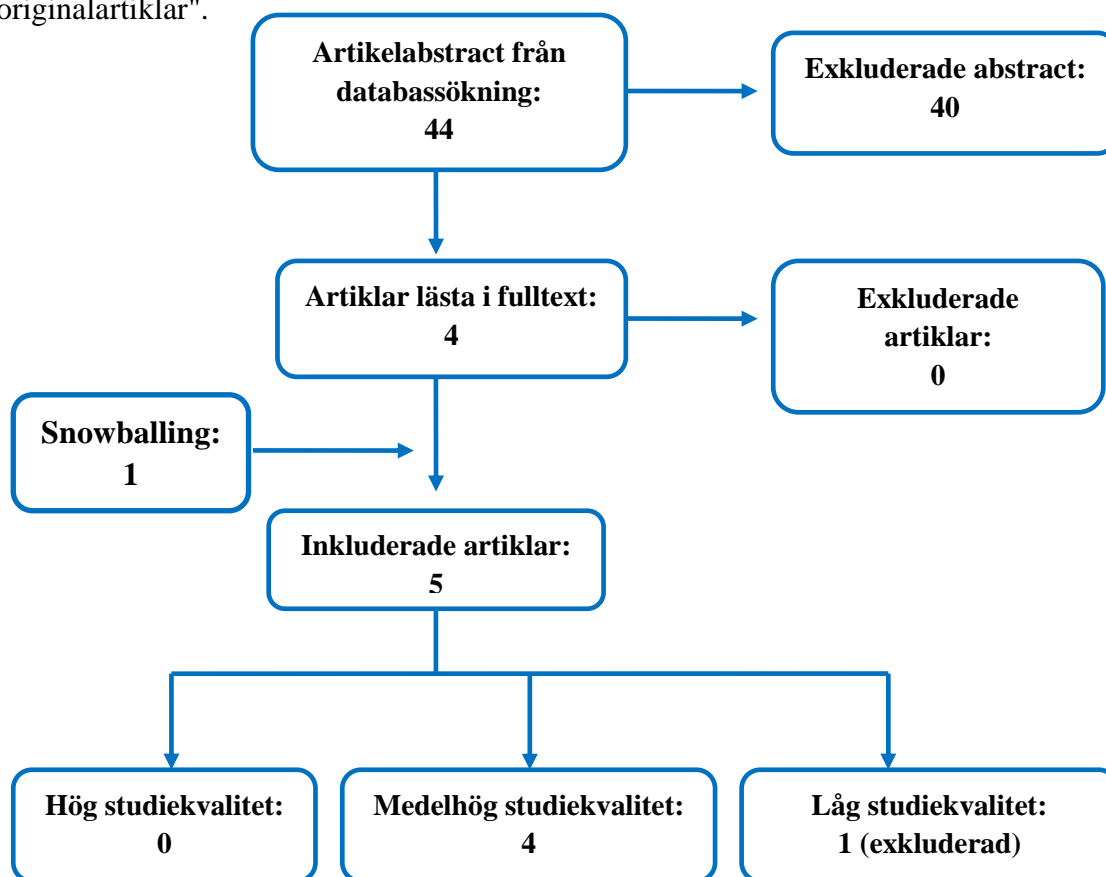 originalartiklar".
Artikelabstract från
databassökning:
44
Exkluderade abstract:
40
Artiklar lästa i fulltext:
4
Exkluderade
artiklar:
0
Snowballing:
1
Inkluderade artiklar:
5
Hög studiekvalitet:
0
Medelhög studiekvalitet:
4
Låg studiekvalitet:
1 (exkluderad)